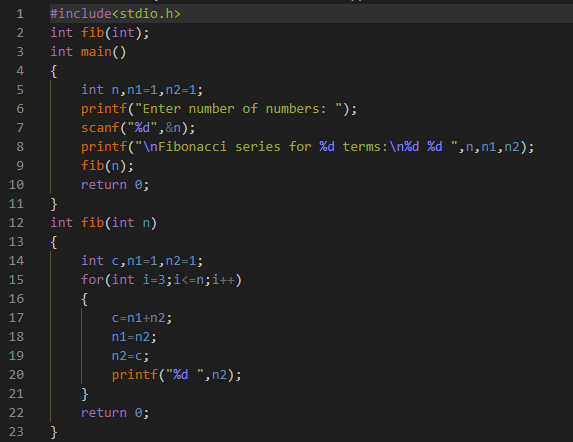 1 #include<stdio.h>
2 int fib(int);
3 int main()
4 {
5     int n,n1=1,n2=1;
6     printf("Enter number of numbers: ");
7     scanf("%d",&n);
8     printf("\nFibonacci series for %d terms:\n%d %d ",n,n1,n2);
9     fib(n);
10     return 0;
11 }
12 int fib(int n)
13 {
14     int c,n1=1,n2=1;
15     for(int i=3;i<=n;i++)
16     {
17         c=n1+n2;
18         n1=n2;
19         n2=c;
20         printf("%d ",n2);
21     }
22     return 0;
23 }